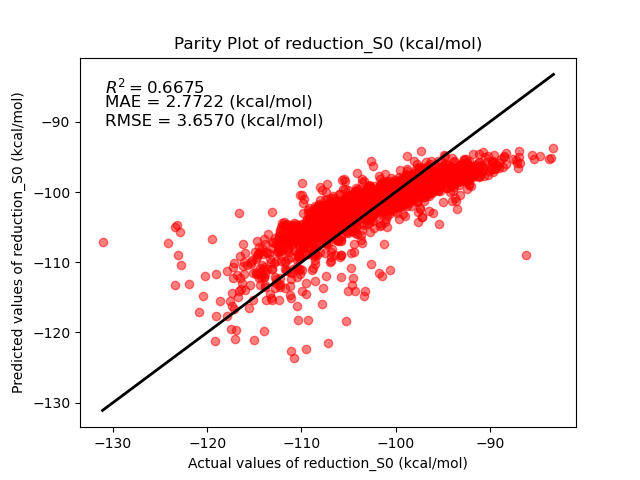 Parity Plot of reduction_S0 (kcal/mol)
R² = 0.6675
MAE = 2.7722 (kcal/mol)
RMSE = 3.6570 (kcal/mol)
Predicted values of reduction_S0 (kcal/mol)
−90
−100
−110
−120
−130
−130 −120 −110 −100 −90
Actual values of reduction_S0 (kcal/mol)